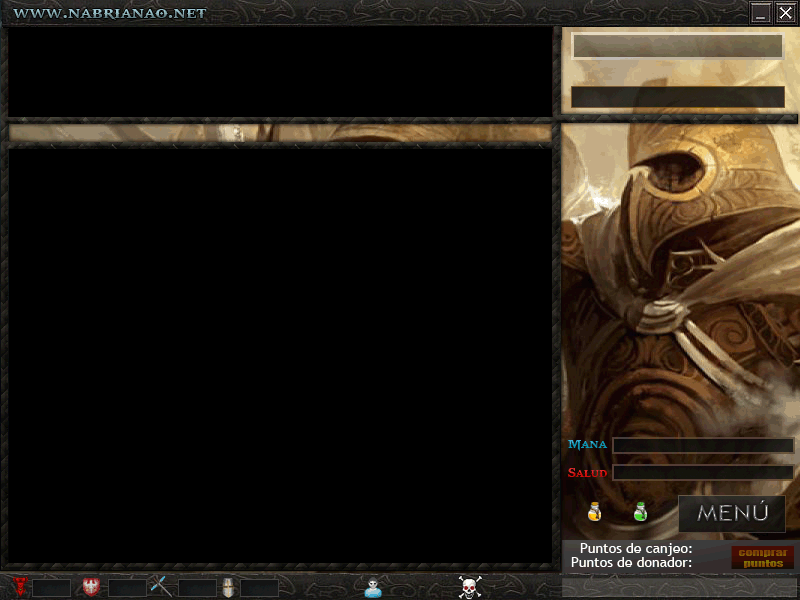 WWW.NABRIANAO.NET
Mana
Salud
MENÚ
Puntos de canjeo:
Puntos de donador:
comprar
puntos